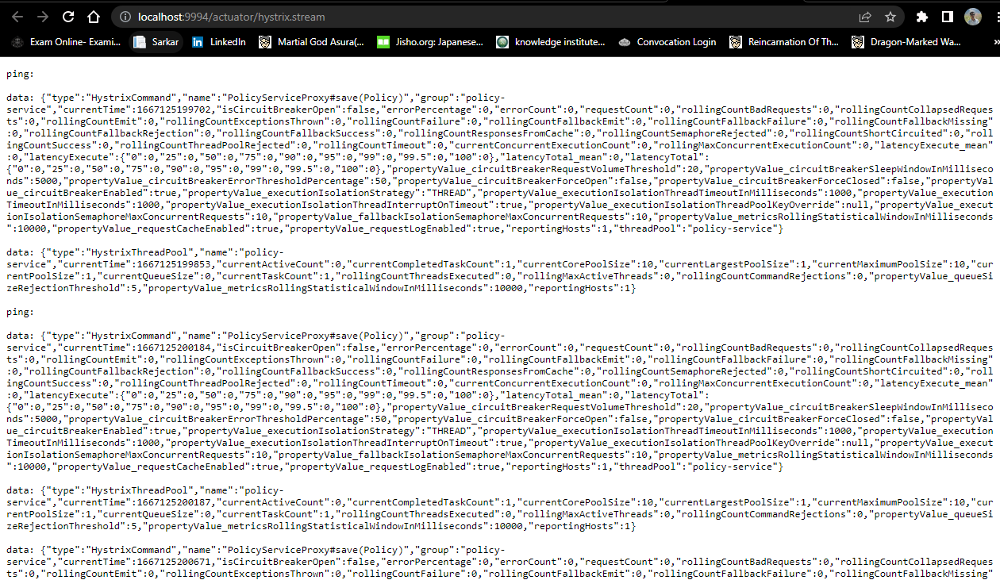 localhost:9994/actuator/hystrix.stream
Exam Online- Exami... Sarkar LinkedIn Martial God Asura(... Jisho.org: Japanese... knowledge institute... Convocation Login Reincarnation Of Th... Dragon-Marked Wa... »
ping:
data: {"type":"HystrixCommand","name":"PolicyServiceProxy#save(Policy)","group":"policy-
service","currentTime":1667125199702,"isCircuitBreakerOpen":false,"errorPercentage":0,"errorCount":0,"requestCount":0,"rollingCountBadRequests":0,"rollingCountCollapsedReques
ts":0,"rollingCountEmit":0,"rollingCountExceptionsThrown":0,"rollingCountFailure":0,"rollingCountFallbackEmit":0,"rollingCountFallbackFailure":0,"rollingCountFallbackMissing"
:0,"rollingCountFallbackRejection":0,"rollingCountFallbackSuccess":0,"rollingCountResponsesFromCache":0,"rollingCountSemaphoreRejected":0,"rollingCountShortCircuited":0,"roll
ingCountSuccess":0,"rollingCountThreadPoolRejected":0,"rollingCountTimeout":0,"currentConcurrentExecutionCount":0,"rollingMaxConcurrentExecutionCount":0,"latencyExecute_mean"
:0,"latencyExecute":{"0":0,"25":0,"50":0,"75":0,"90":0,"95":0,"99":0,"99.5":0,"100":0},"latencyTotal_mean":0,"latencyTotal":
{"0":0,"25":0,"50":0,"75":0,"90":0,"95":0,"99":0,"99.5":0,"100":0},"propertyValue_circuitBreakerRequestVolumeThreshold":20,"propertyValue_circuitBreakerSleepWindowInMilliseco
nds":5000,"propertyValue_circuitBreakerErrorThresholdPercentage":50,"propertyValue_circuitBreakerForceOpen":false,"propertyValue_circuitBreakerForceClosed":false,"propertyVal
ue_circuitBreakerEnabled":true,"propertyValue_executionIsolationStrategy":"THREAD","propertyValue_executionIsolationThreadTimeoutInMilliseconds":1000,"propertyValue_execution
TimeoutInMilliseconds":1000,"propertyValue_executionIsolationThreadInterruptOnTimeout":true,"propertyValue_executionIsolationThreadPoolKeyOverride":null,"propertyValue_execut
ionIsolationSemaphoreMaxConcurrentRequests":10,"propertyValue_fallbackIsolationSemaphoreMaxConcurrentRequests":10,"propertyValue_metricsRollingStatisticalWindowInMilliseconds
":10000,"propertyValue_requestCacheEnabled":true,"propertyValue_requestLogEnabled":true,"reportingHosts":1,"threadPool":"policy-service"}
data: {"type":"HystrixThreadPool","name":"policy-
service","currentTime":1667125199853,"currentActiveCount":0,"currentCompletedTaskCount":1,"currentCorePoolSize":10,"currentLargestPoolSize":1,"currentMaximumPoolSize":10,"cur
rentPoolSize":1,"currentQueueSize":0,"currentTaskCount":1,"rollingCountThreadsExecuted":0,"rollingMaxActiveThreads":0,"rollingCountCommandRejections":0,"propertyValue_queueSi
zeRejectionThreshold":5,"propertyValue_metricsRollingStatisticalWindowInMilliseconds":10000,"reportingHosts":1}
ping:
data: {"type":"HystrixCommand","name":"PolicyServiceProxy#save(Policy)","group":"policy-
service","currentTime":1667125200184,"isCircuitBreakerOpen":false,"errorPercentage":0,"errorCount":0,"requestCount":0,"rollingCountBadRequests":0,"rollingCountCollapsedReques
ts":0,"rollingCountEmit":0,"rollingCountExceptionsThrown":0,"rollingCountFailure":0,"rollingCountFallbackEmit":0,"rollingCountFallbackFailure":0,"rollingCountFallbackMissing"
:0,"rollingCountFallbackRejection":0,"rollingCountFallbackSuccess":0,"rollingCountResponsesFromCache":0,"rollingCountSemaphoreRejected":0,"rollingCountShortCircuited":0,"roll
ingCountSuccess":0,"rollingCountThreadPoolRejected":0,"rollingCountTimeout":0,"currentConcurrentExecutionCount":0,"rollingMaxConcurrentExecutionCount":0,"latencyExecute_mean"
:0,"latencyExecute":{"0":0,"25":0,"50":0,"75":0,"90":0,"95":0,"99":0,"99.5":0,"100":0},"latencyTotal_mean":0,"latencyTotal":
{"0":0,"25":0,"50":0,"75":0,"90":0,"95":0,"99":0,"99.5":0,"100":0},"propertyValue_circuitBreakerRequestVolumeThreshold":20,"propertyValue_circuitBreakerSleepWindowInMilliseco
nds":5000,"propertyValue_circuitBreakerErrorThresholdPercentage":50,"propertyValue_circuitBreakerForceOpen":false,"propertyValue_circuitBreakerForceClosed":false,"propertyVal
ue_circuitBreakerEnabled":true,"propertyValue_executionIsolationStrategy":"THREAD","propertyValue_executionIsolationThreadTimeoutInMilliseconds":1000,"propertyValue_execution
TimeoutInMilliseconds":1000,"propertyValue_executionIsolationThreadInterruptOnTimeout":true,"propertyValue_executionIsolationThreadPoolKeyOverride":null,"propertyValue_execut
ionIsolationSemaphoreMaxConcurrentRequests":10,"propertyValue_fallbackIsolationSemaphoreMaxConcurrentRequests":10,"propertyValue_metricsRollingStatisticalWindowInMilliseconds
":10000,"propertyValue_requestCacheEnabled":true,"propertyValue_requestLogEnabled":true,"reportingHosts":1,"threadPool":"policy-service"}
data: {"type":"HystrixThreadPool","name":"policy-
service","currentTime":1667125200187,"currentActiveCount":0,"currentCompletedTaskCount":1,"currentCorePoolSize":10,"currentLargestPoolSize":1,"currentMaximumPoolSize":10,"cur
rentPoolSize":1,"currentQueueSize":0,"currentTaskCount":1,"rollingCountThreadsExecuted":0,"rollingMaxActiveThreads":0,"rollingCountCommandRejections":0,"propertyValue_queueSi
zeRejectionThreshold":5,"propertyValue_metricsRollingStatisticalWindowInMilliseconds":10000,"reportingHosts":1}
data: {"type":"HystrixCommand","name":"PolicyServiceProxy#save(Policy)","group":"policy-
service","currentTime":1667125200671,"isCircuitBreakerOpen":false,"errorPercentage":0,"errorCount":0,"requestCount":0,"rollingCountBadRequests":0,"rollingCountCollapsedReques
ts":0,"rollingCountEmit":0,"rollingCountExceptionsThrown":0,"rollingCountFailure":0,"rollingCountFallbackEmit":0,"rollingCountFallbackFailure":0,"rollingCountFallbackMissing"